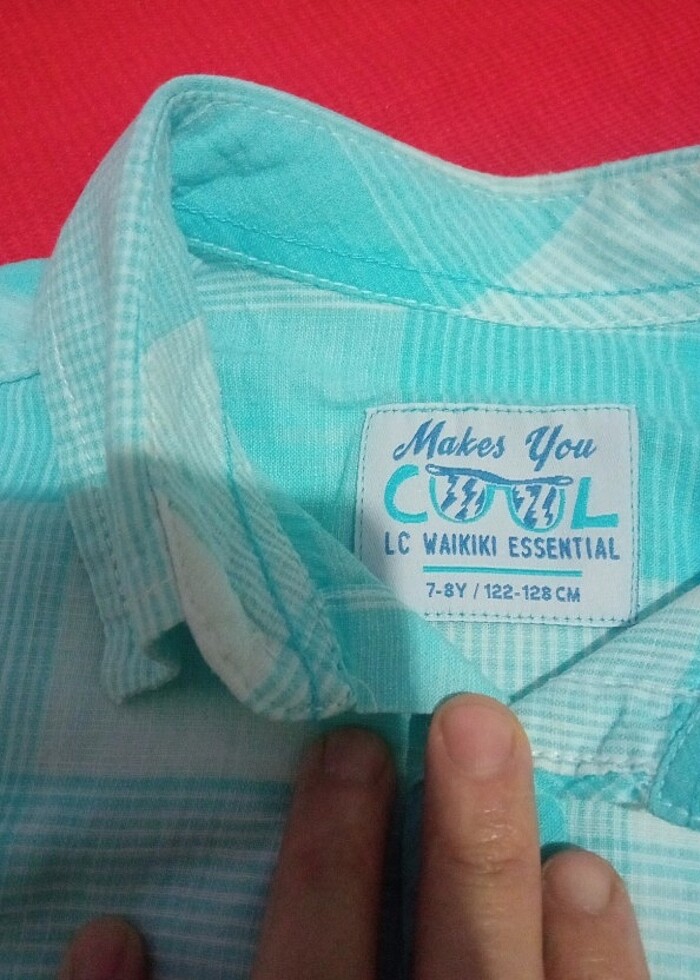 Makes You
COOL
LC WAIKIKI ESSENTIAL
7-8Y / 122-128 CM